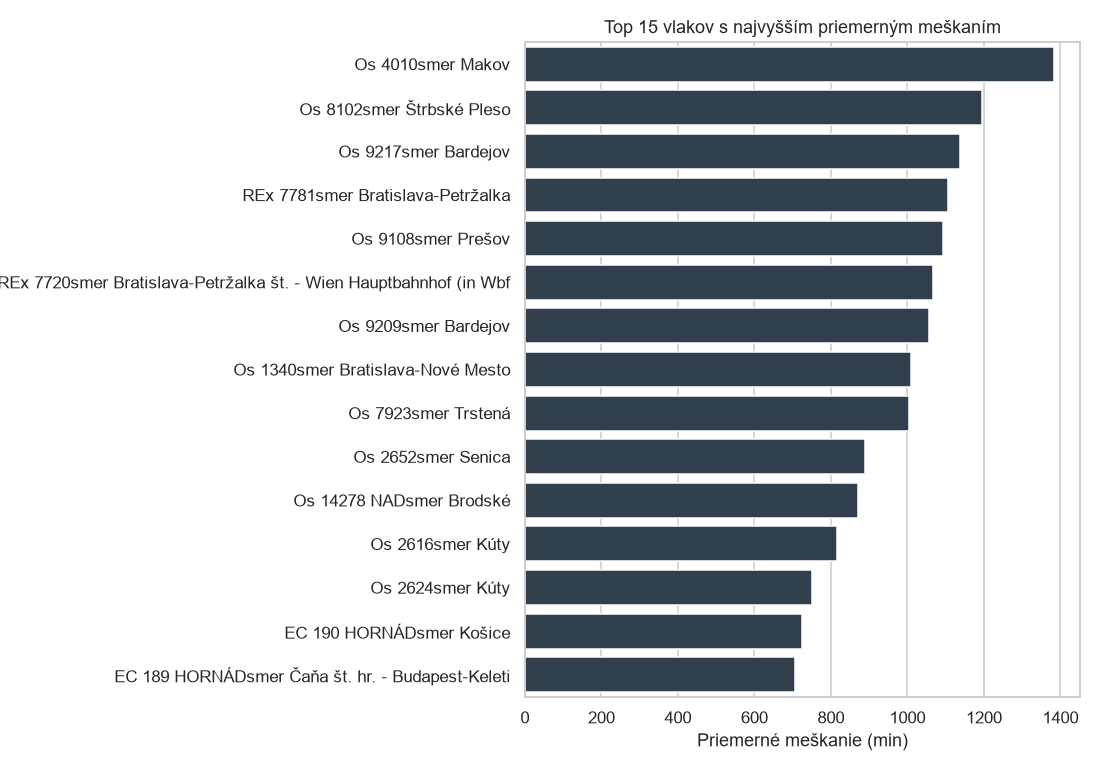 Top 15 vlakov s najvyšším priemerným meškaním
Os 4010smer Makov
Os 8102smer Štrbské Pleso
Os 9217smer Bardejov
REx 7781smer Bratislava-Petržalka
Os 9108smer Prešov
REx 7720smer Bratislava-Petržalka št. - Wien Hauptbahnhof (in Wbf
Os 9209smer Bardejov
Os 1340smer Bratislava-Nové Mesto
Os 7923smer Trstená
Os 2652smer Senica
Os 14278 NADsmer Brodské
Os 2616smer Kúty
Os 2624smer Kúty
EC 190 HORNÁDsmer Košice
EC 189 HORNÁDsmer Čaňa št. hr. - Budapest-Keleti
0 200 400 600 800 1000 1200 1400
Priemerné meškanie (min)